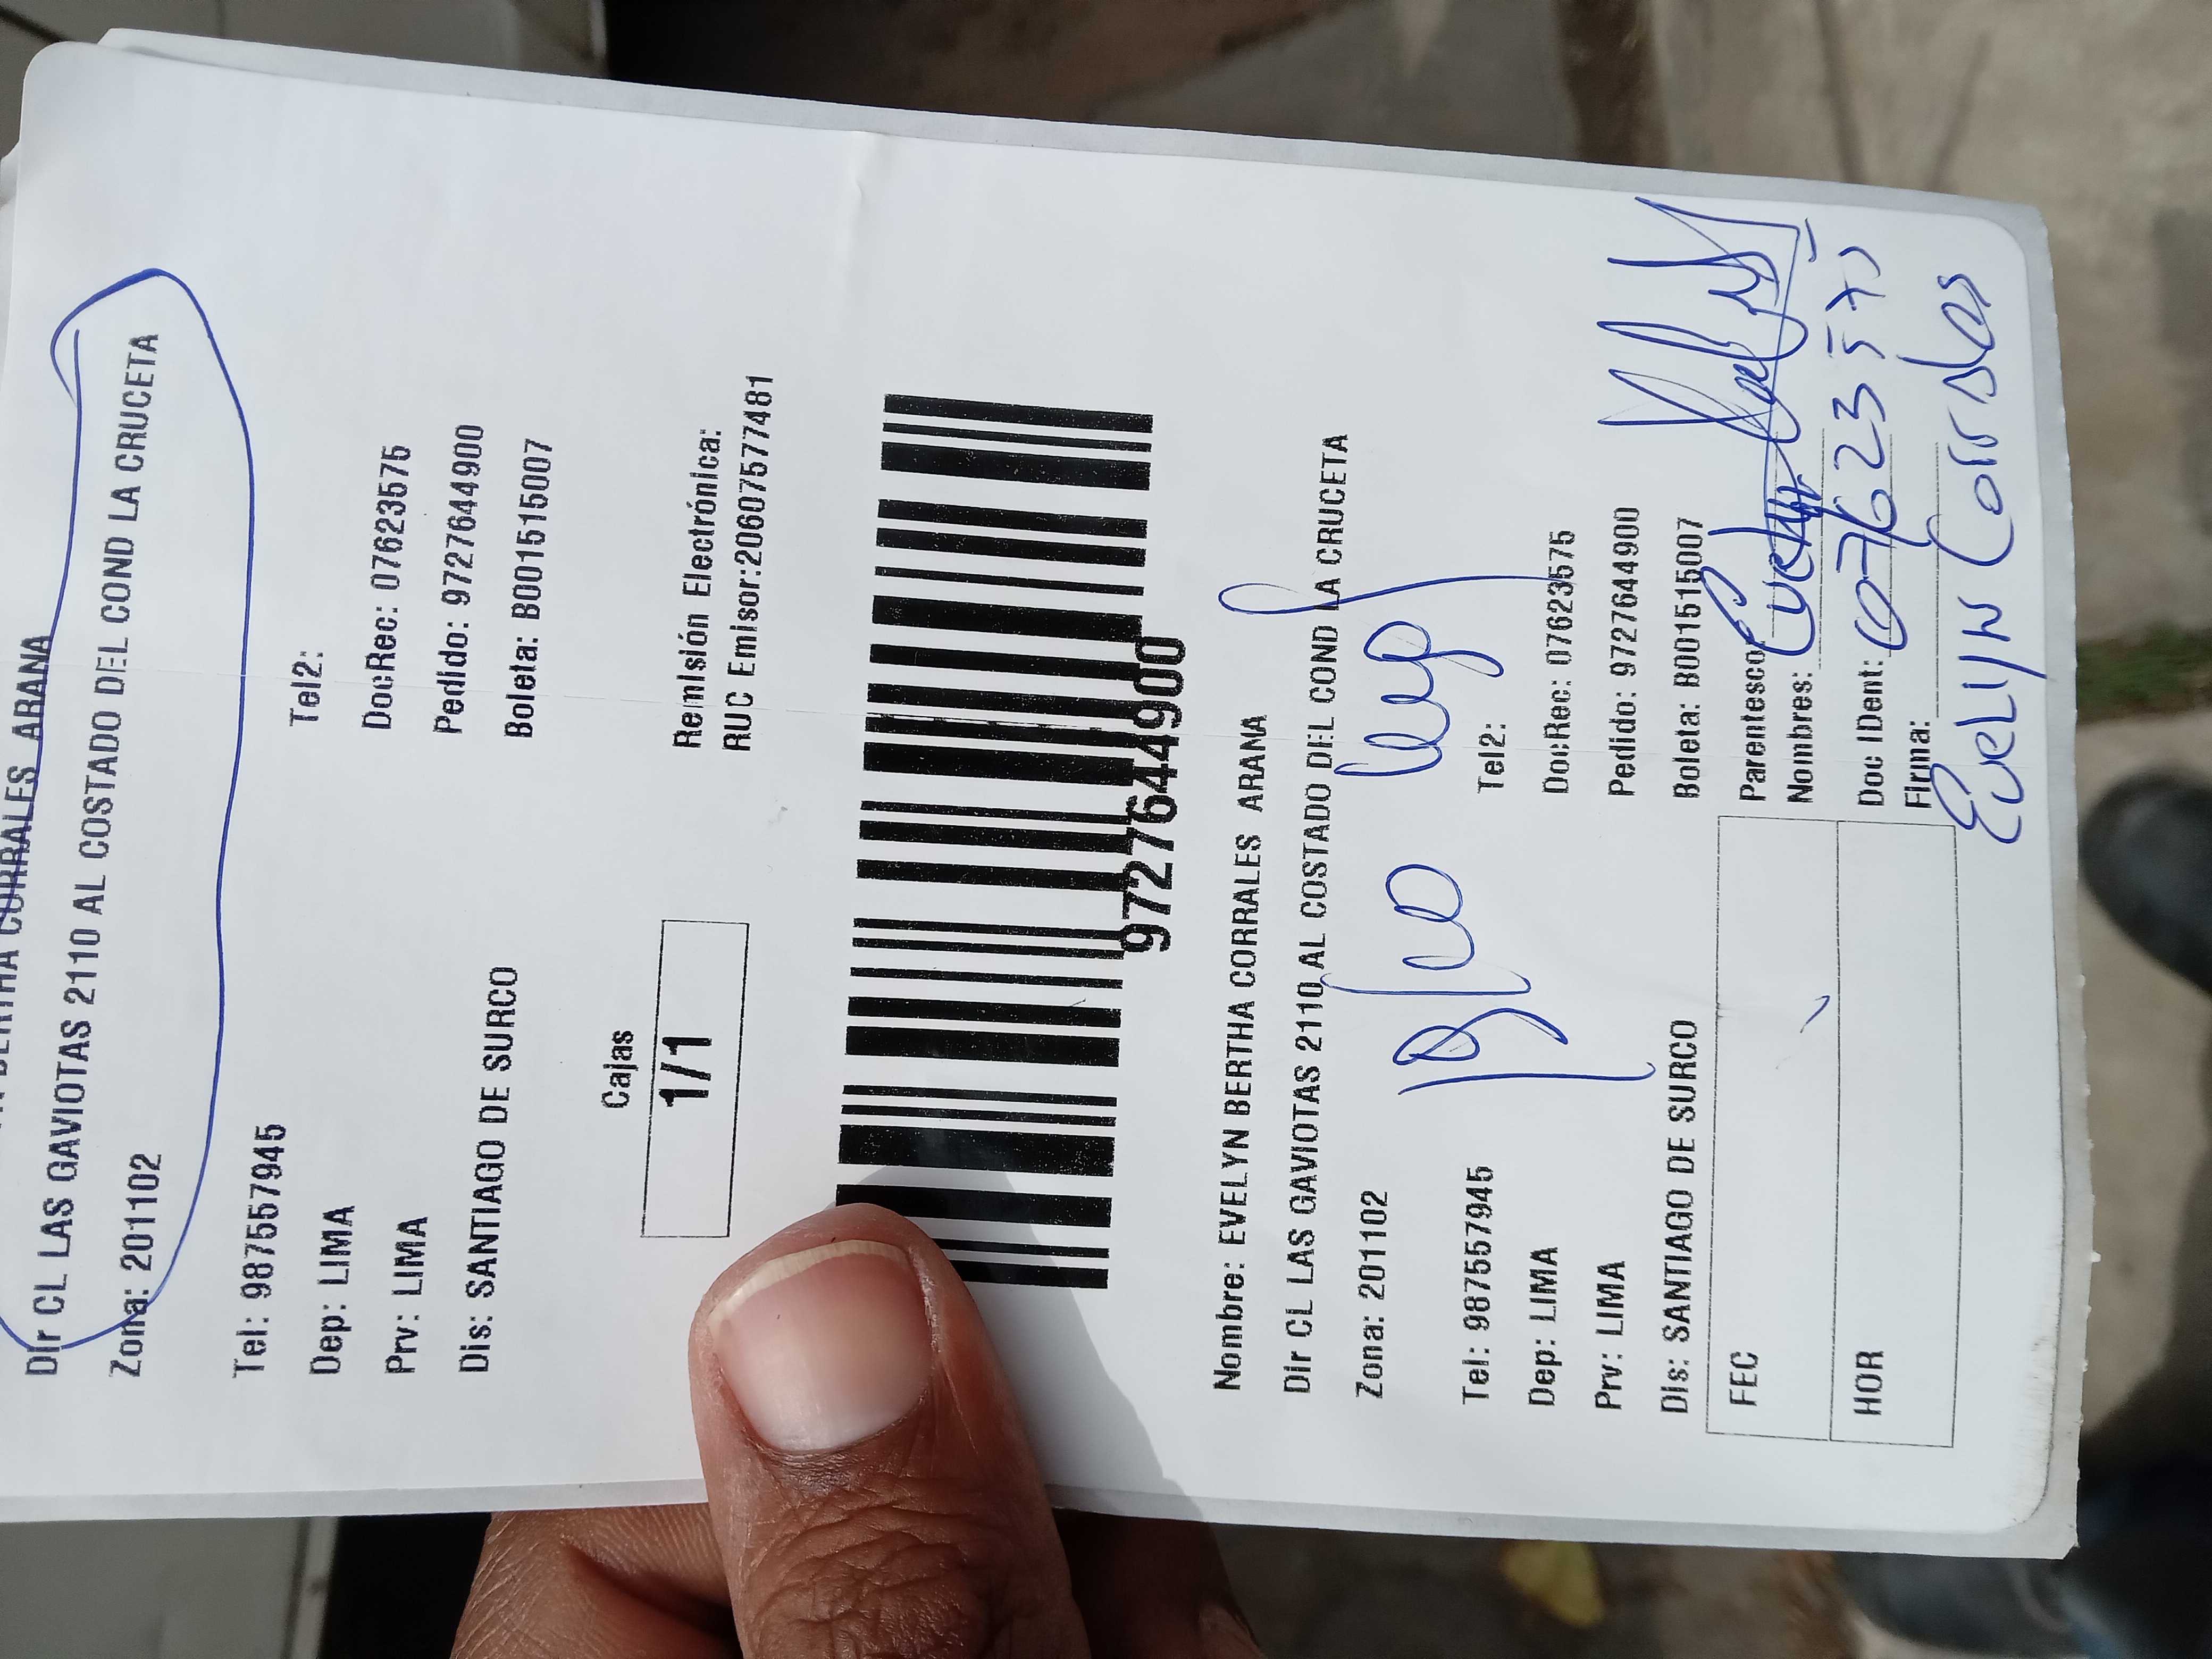 EVELYN BERTHA CORRALES ARANA
Dir CL LAS GAVIOTAS 2110 AL COSTADO DEL COND LA CRUCETA
Zona: 201102
Tel: 987557945 Tel2:
Dep: LIMA DocRec: 07623575
Prv: LIMA Pedido: 9727644900
Dis: SANTIAGO DE SURCO Boleta: B001515007
Cajas
1/1
Remisión Electrónica:
RUC Emisor:20607577481
9727644900
Nombre: EVELYN BERTHA CORRALES ARANA
Dir CL LAS GAVIOTAS 2110 AL COSTADO DEL COND LA CRUCETA
Zona: 201102
Tel: 987557945 Tel2:
Dep: LIMA DocRec: 07623575
Prv: LIMA Pedido: 9727644900
Dis: SANTIAGO DE SURCO Boleta: B001515007
FEC Parentesco:
Nombres:
HOR Doc IDent: 07623575
Firma:
Evelyn Corrales